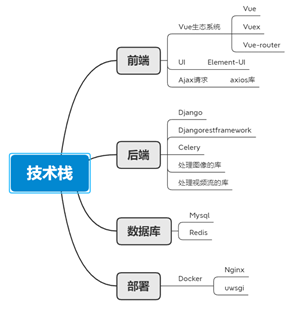 技术栈
前端
Vue生态系统
Vue
Vuex
Vue-router
UI
Element-UI
Ajax请求
axios库
后端
Django
Djangorestframework
Celery
处理图像的库
处理视频流的库
数据库
Mysql
Redis
部署
Docker
Nginx
uwsgi